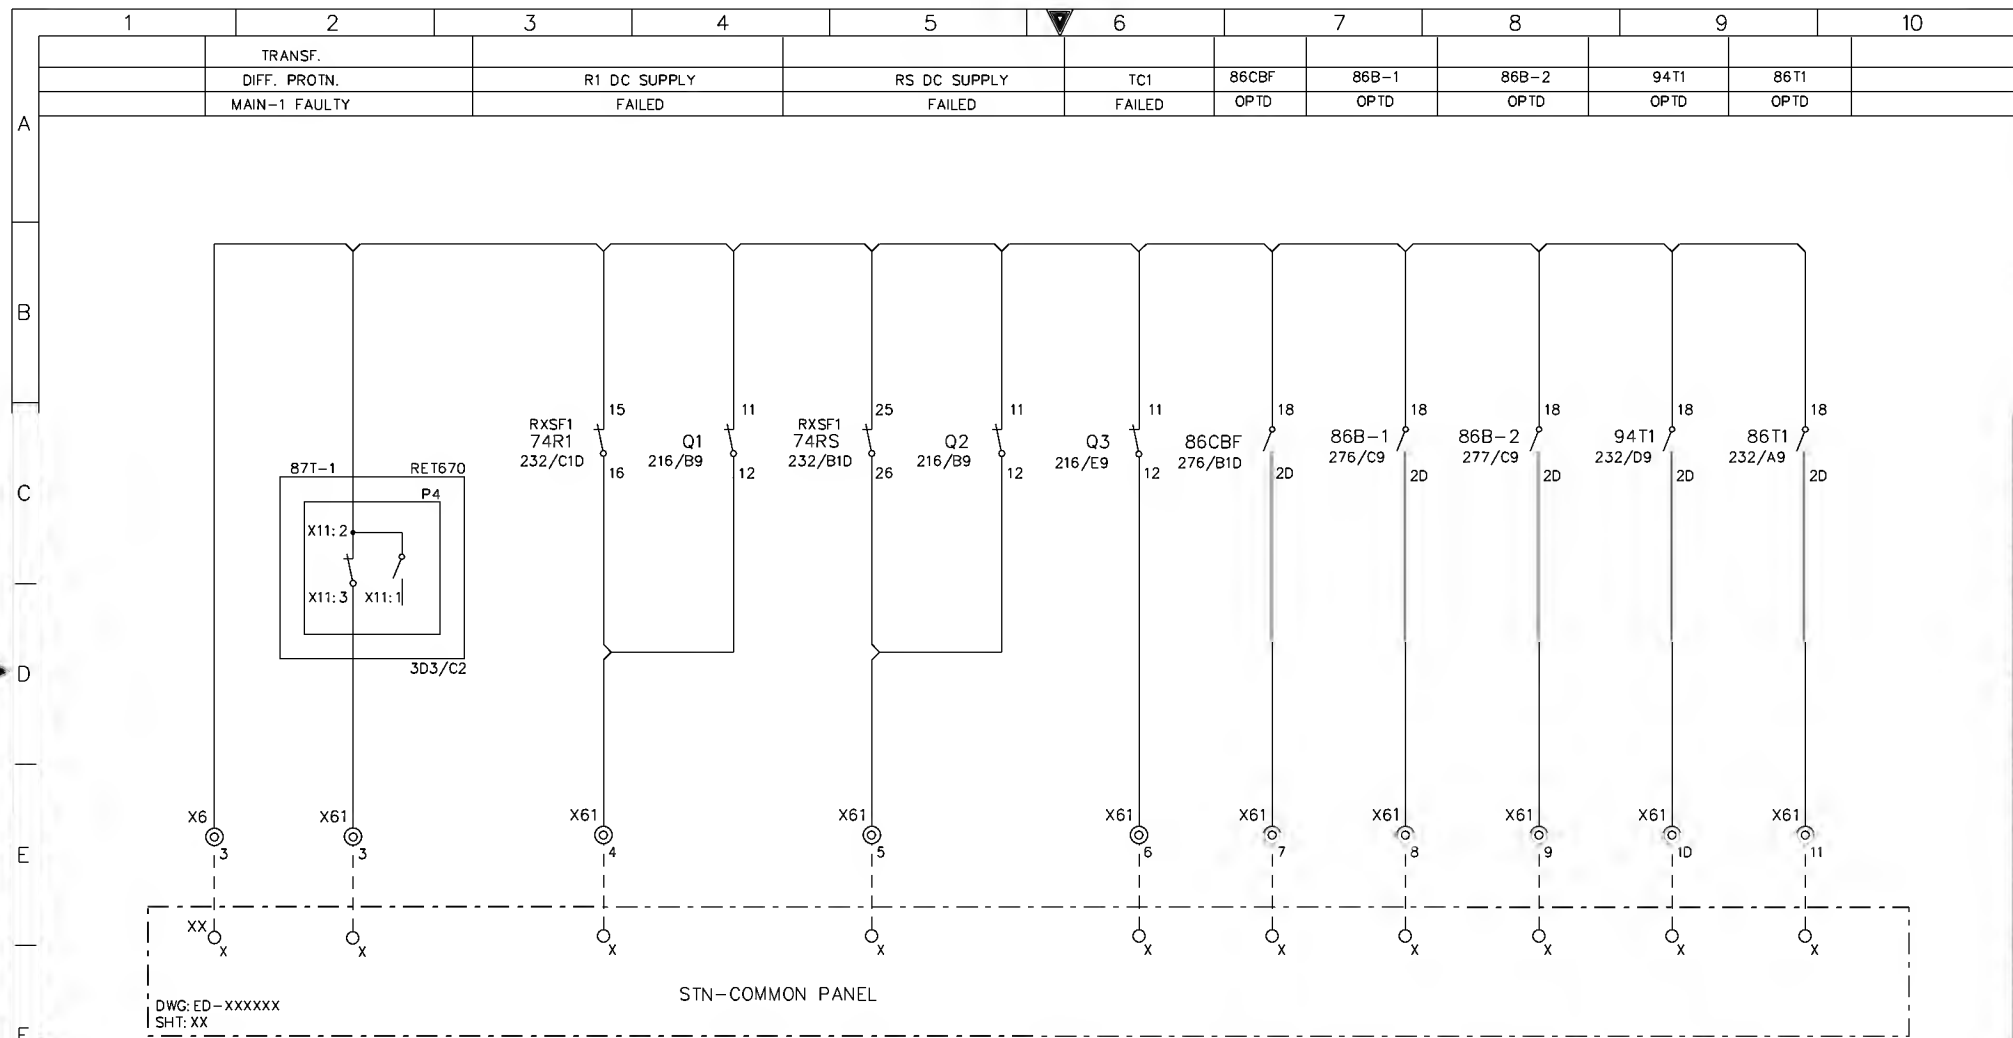 1 2 3 4 5 6 7 8 9 10
TRANSF.
DIFF. PROTN. R1 DC SUPPLY RS DC SUPPLY TC1 86CBF 86B-1 86B-2 94T1 86T1
MAIN-1 FAULTY FAILED FAILED FAILED OPTD OPTD OPTD OPTD OPTD
A
B
15 11 25 11 11 18 18 18 18 18
RXSF1 RXSF1
74R1 Q1 74RS Q2 Q3 86CBF 86B-1 86B-2 94T1 86T1
232/C1D 216/B9 232/B1D 216/B9 216/E9 276/B1D 276/C9 277/C9 232/D9 232/A9
16 12 26 12 12 2D 2D 2D 2D 2D
87T-1 RET670
C
P4
X11:2
X11:3 X11:1
3D3/C2
D
X6 X61 X61 X61 X61 X61 X61 X61 X61 X61
3 3 4 5 6 7 8 9 1D 11
E
XX
X X X X X X X X X X
STN-COMMON PANEL
DWG:ED-XXXXXX
SHT:XX